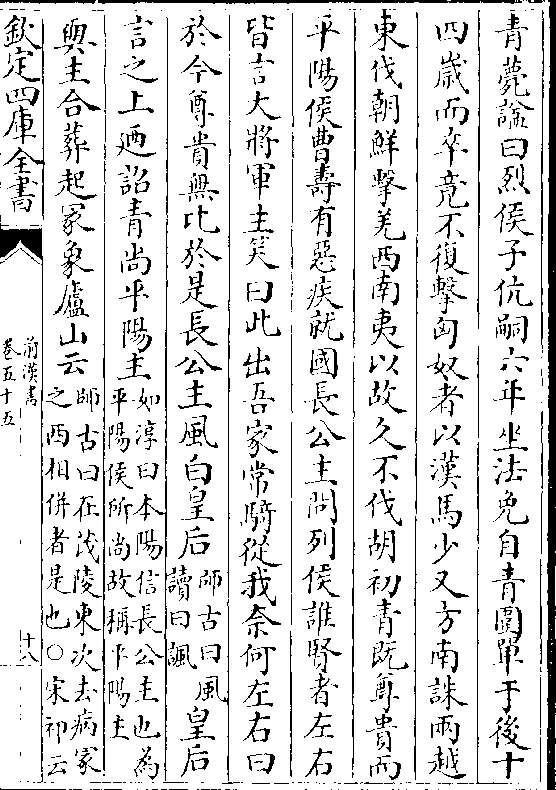 青薨諡曰烈侯子伉嗣六年坐法免自青圍單于後十
四歲而卒竟不復擊匈奴者以漢馬少又方南誅兩越
東伐朝鮮擊羌西南夷以故久不伐胡初青既尊貴而
平陽侯曹壽有惡疾就國長公主問列侯誰賢者左右
皆言大將軍主笑曰此出吾家常騎從我奈何左右曰
於今尊貴無比於是長公主風白皇后
師古曰風
讀曰諷
皇后
言之上廼詔青尚平陽主
如淳曰本陽信長公主也為
平陽侯所尚故稱平陽主
與主合葬起冢象廬山云
師古曰在茂陵東次去病冢
之西相併者是也○宋祁云
欽定四庫全書
前漢書
卷五十五
十八